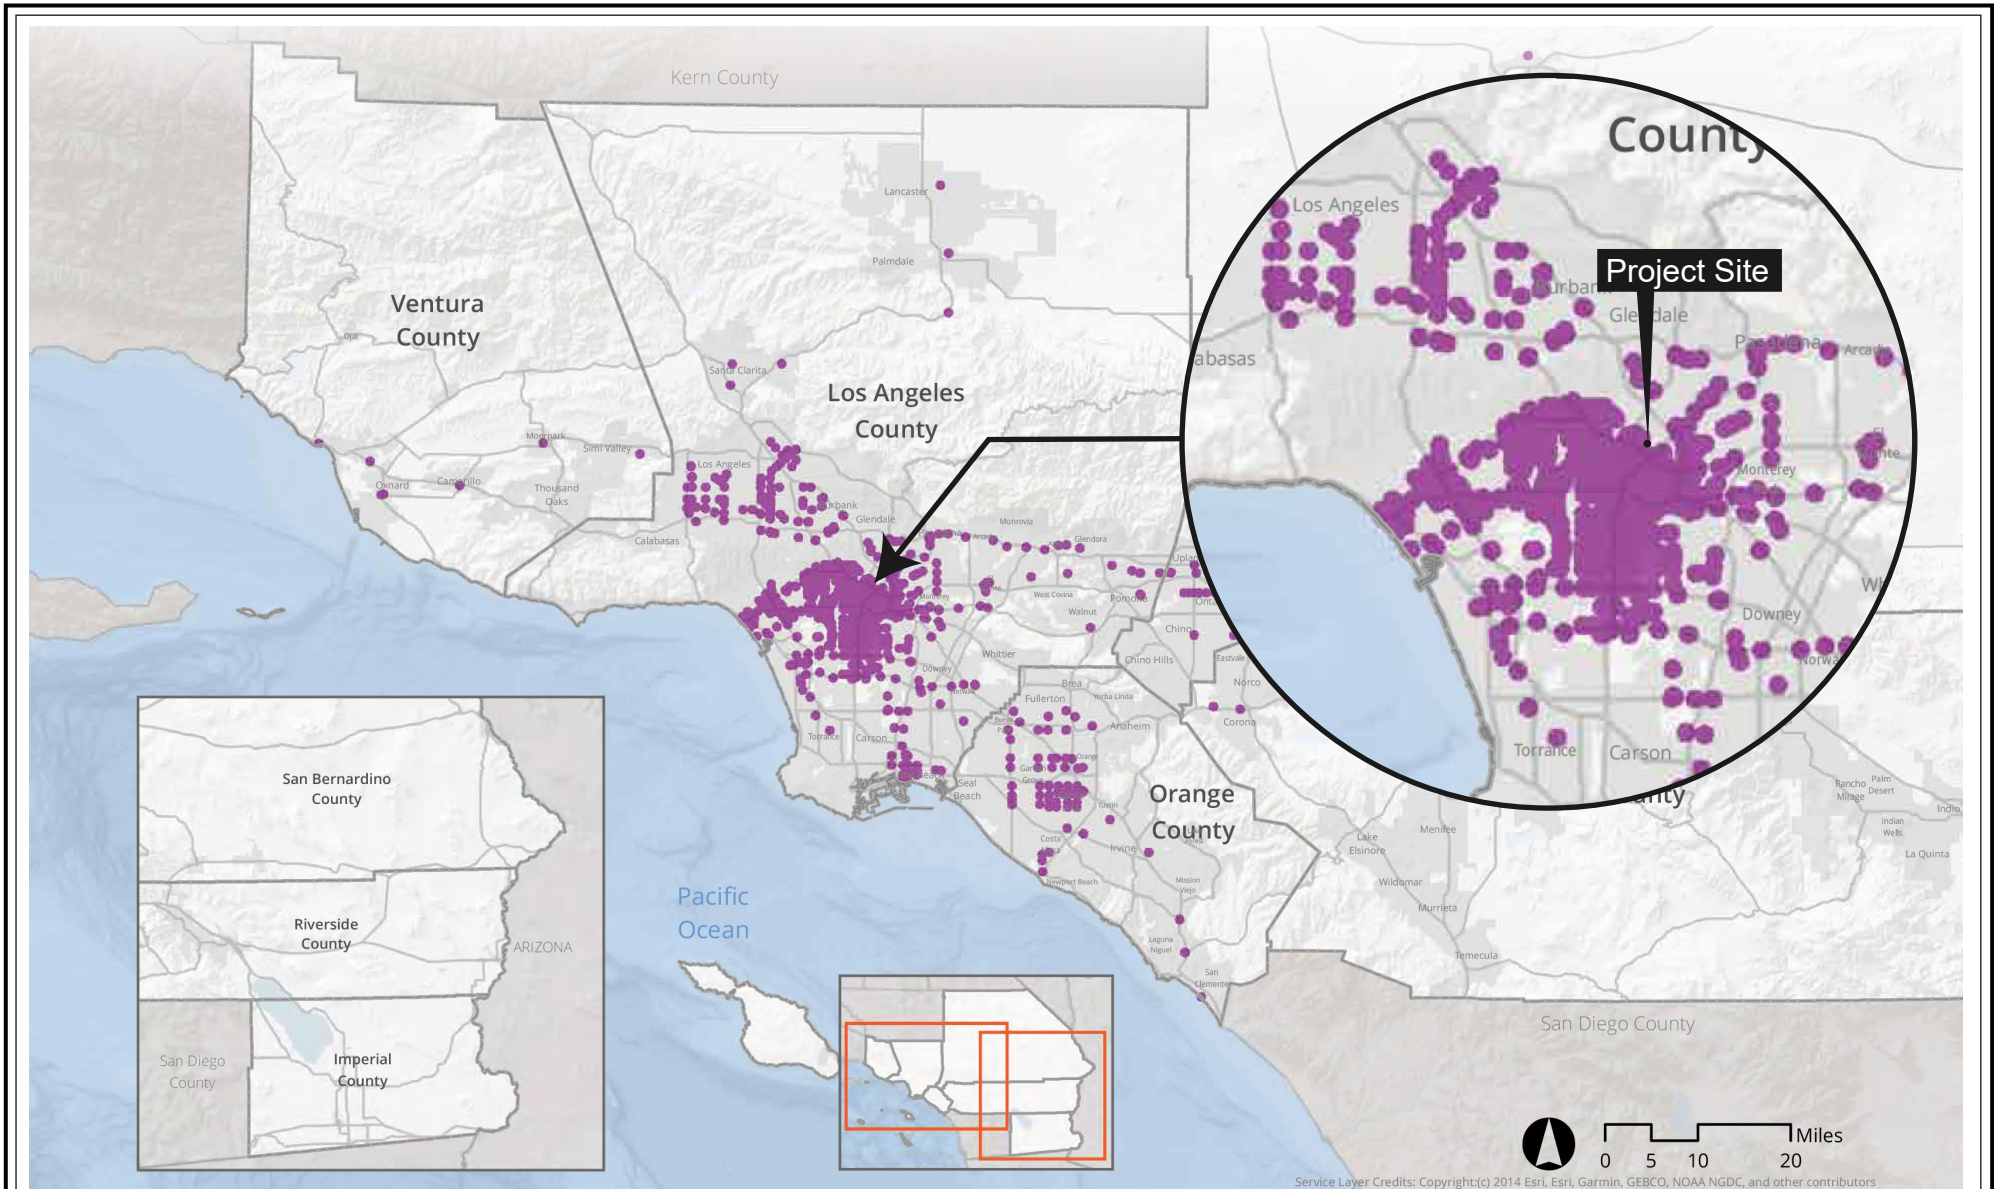 Kern County
Lancaster
Palmdale
Ventura
County
Ojai
Santa Clarita
Los Angeles
County
Moorpark
Simi Valley
Oxnard
Camarillo
Thousand
Oaks
Los Angeles
Calabasas
Glendale
Monrovia
Glendora
West Covina
Walnut
Pomona
Monterey
Whittier
Chino
Chino Hills
Eastvale
Norco
Corona
Downey
Brea
Fullerton
Yorba Linda
Anaheim
Torrance
Carson
Seal
Beach
Orange
Tustin
Orange
County
Costa
Irvine
Newport Beach
Mission
Viejo
Laguna
Niguel
San
Clemente
County
Los Angeles
Project Site
Glendale
Pasadena
Arcadia
abasas
Monterey
Downey
Torrance
Carson
Lake
Elsinore
Menifee
Wildomar
Murrieta
Temecula
Rancho
Mirage
Palm
Desert
Indio
Indian
Wells
La Quinta
Pacific
Ocean
San Bernardino
County
Riverside
County
ARIZONA
San Diego
County
Imperial
County
San Diego County
Miles
0 5 10 20
Service Layer Credits: Copyright:(c) 2014 Esri, Esri, Garmin, GEBCO, NOAA NGDC, and other contributors